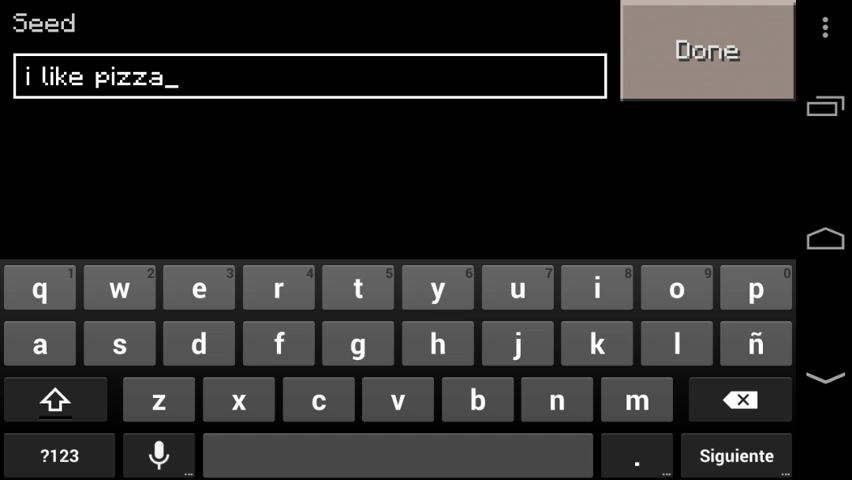 Seed
Done
i like pizza_
q 1 w 2 e 3 r 4 t 5 y 6 u 7 i 8 o 9 p 0
a s d f g h j k l ñ
z x c v b n m
?123 ... . ... Siguiente ...